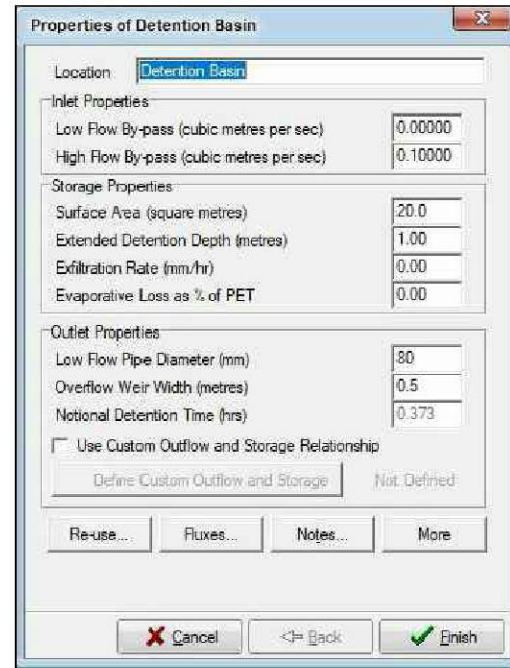 Properties of Detention Basin
Location Detention Basin
Inlet Properties
Low Flow By-pass (cubic metres per sec) 0.00000
High Flow By-pass (cubic metres per sec) 0.10000
Storage Properties
Surface Area (square metres) 20.0
Extended Detention Depth (metres) 1.00
Exfiltration Rate (mm/hr) 0.00
Evaporative Loss as % of PET 0.00
Outlet Properties
Low Flow Pipe Diameter (mm) 80
Overflow Weir Width (metres) 0.5
Notional Detention Time (hrs) 0.373
Use Custom Outflow and Storage Relationship
Define Custom Outflow and Storage Not Defined
Re-use... Fluxes... Notes... More
Cancel Back Finish